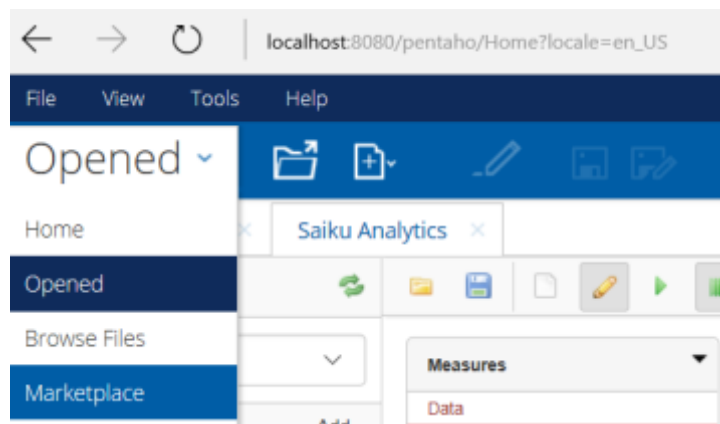 localhost:8080/pentaho/Home?locale=en_US
File View Tools Help
Opened
Home
Saiku Analytics
Opened
Browse Files
Measures
Marketplace
Data
Add